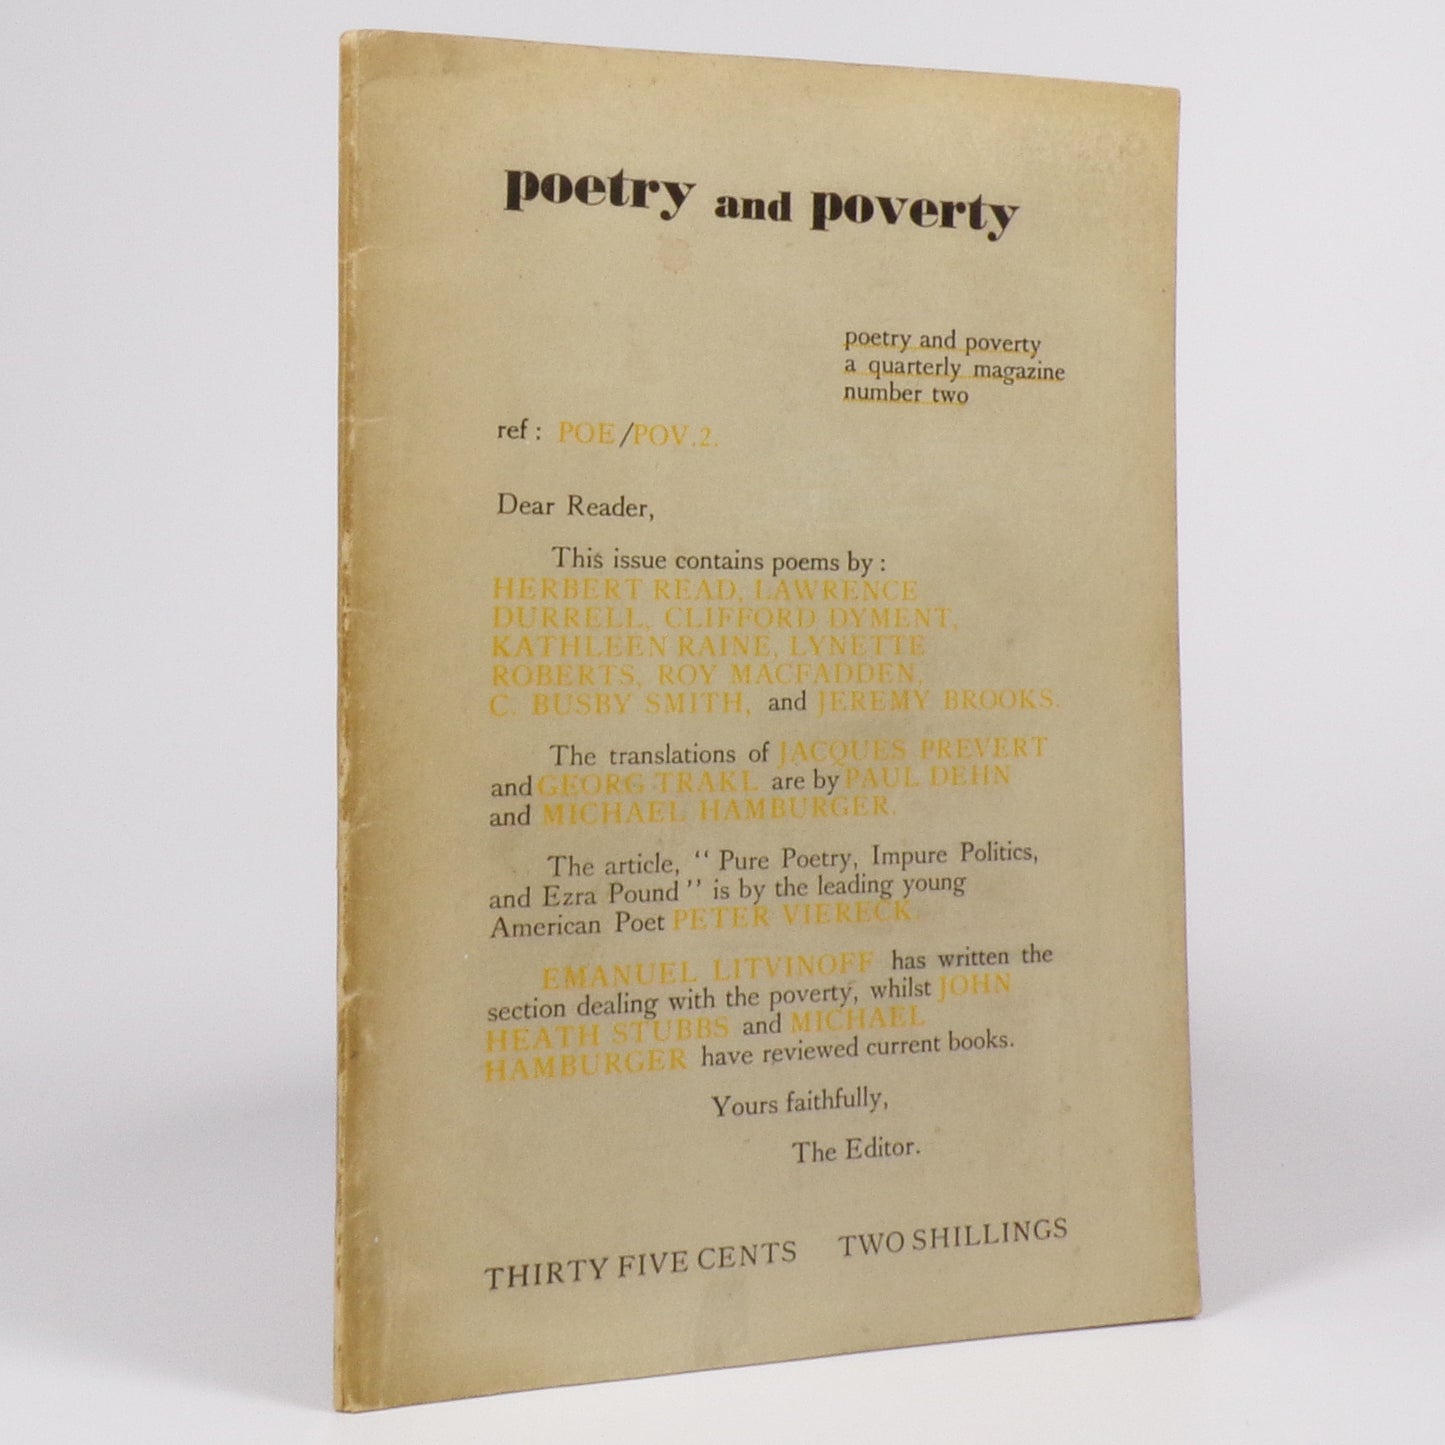 poetry and poverty
poetry and poverty
a quarterly magazine
number two
ref: POE/POV.2.
Dear Reader,
This issue contains poems by:
HERBERT READ, LAWRENCE
DURRELL, CLIFFORD DYMENT,
KATHLEEN RAINE, LYNETTE
ROBERTS, ROY MACFADDEN,
C. BUSBY SMITH, and JEREMY BROOKS.
The translations of JACQUES PREVERT
and GEORG TRAKL are by PAUL DEHN
and MICHAEL HAMBURGER.
The article, "Pure Poetry, Impure Politics,
and Ezra Pound" is by the leading young
American Poet PETER VIERECK.
EMANUEL LITVINOFF has written the
section dealing with the poverty, whilst JOHN
HEATH STUBBS and MICHAEL
HAMBURGER have reviewed current books.
Yours faithfully,
The Editor.
THIRTY FIVE CENTS TWO SHILLINGS